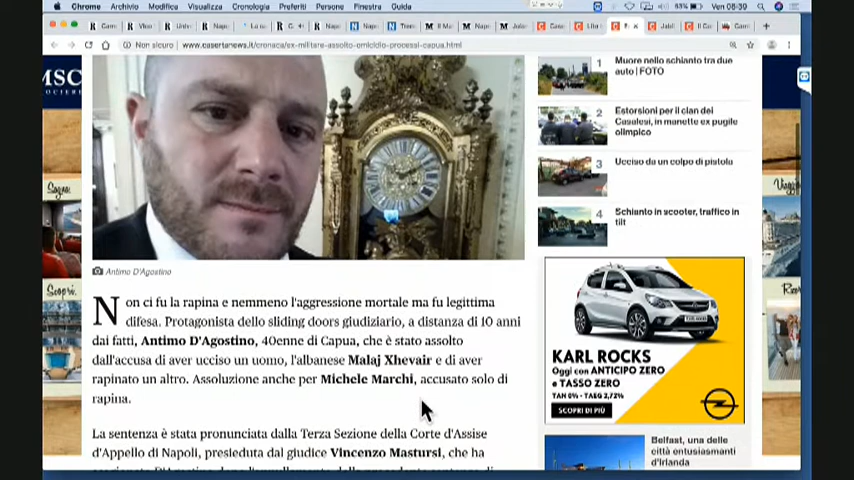 Chrome Archivio Modifica Visualizza Cronologia Preferiti Persone Finestra Guida
Ven 08:39
Non sicuro | www.casertanews.it/cronaca/ex-militare-assolto-omicidio-processi-capua.html
MSC
Muore nello schianto tra due
1 auto | FOTO
2 Estorsioni per il clan dei
Casalesi, in manette ex pugile
olimpico
3 Ucciso da un colpo di pistola
4 Schianto in scooter, traffico in
tilt
Sogna.
Scopri.
Antimo D'Agostino
Non ci fu la rapina e nemmeno l'aggressione mortale ma fu legittima
difesa. Protagonista dello sliding doors giudiziario, a distanza di 10 anni
dai fatti, Antimo D'Agostino, 40enne di Capua, che è stato assolto
dall'accusa di aver ucciso un uomo, l'albanese Malaj Xhevair e di aver
rapinato un altro. Assoluzione anche per Michele Marchi, accusato solo di
rapina.
La sentenza è stata pronunciata dalla Terza Sezione della Corte d'Assise
d'Appello di Napoli, presieduta dal giudice Vincenzo Mastursi, che ha
KARL ROCKS
Oggi con ANTICIPO ZERO
e TASSO ZERO
TAN 0% - TAEG 2,72%
SCOPRI DI PIÙ
Belfast, una delle
città entusiasmanti
d'Irlanda